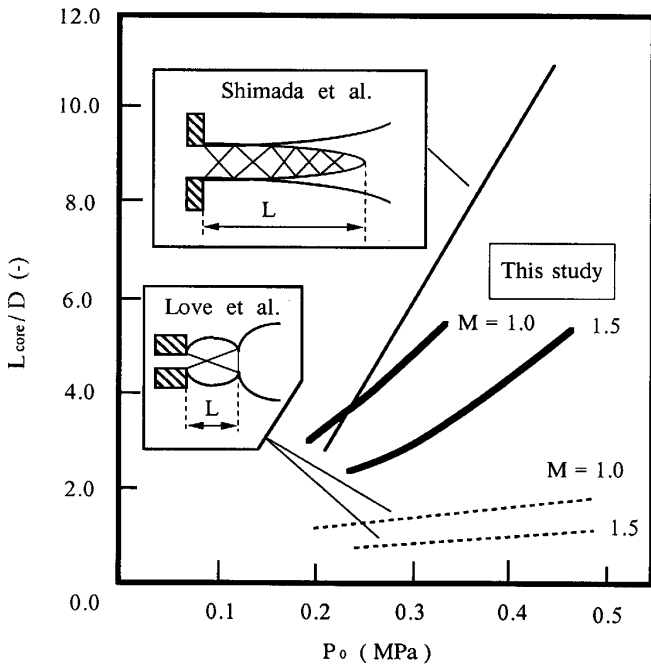 12.0
10.0
8.0
6.0
4.0
2.0
0.0
L core / D (-)
Shimada et al.
L
Love et al.
L
This study
M = 1.0
1.5
M = 1.0
1.5
0.1
0.2
0.3
0.4
0.5
P₀ ( MPa )